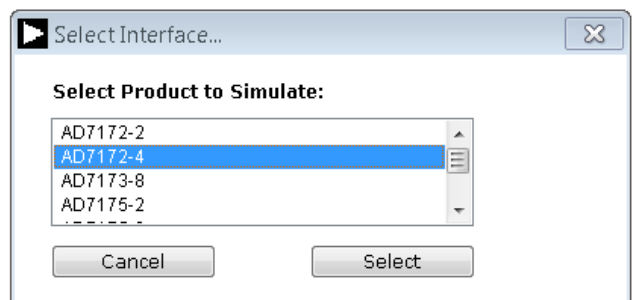 Select Interface...
Select Product to Simulate:
AD7172-2
AD7172-4
AD7173-8
AD7175-2
Cancel
Select